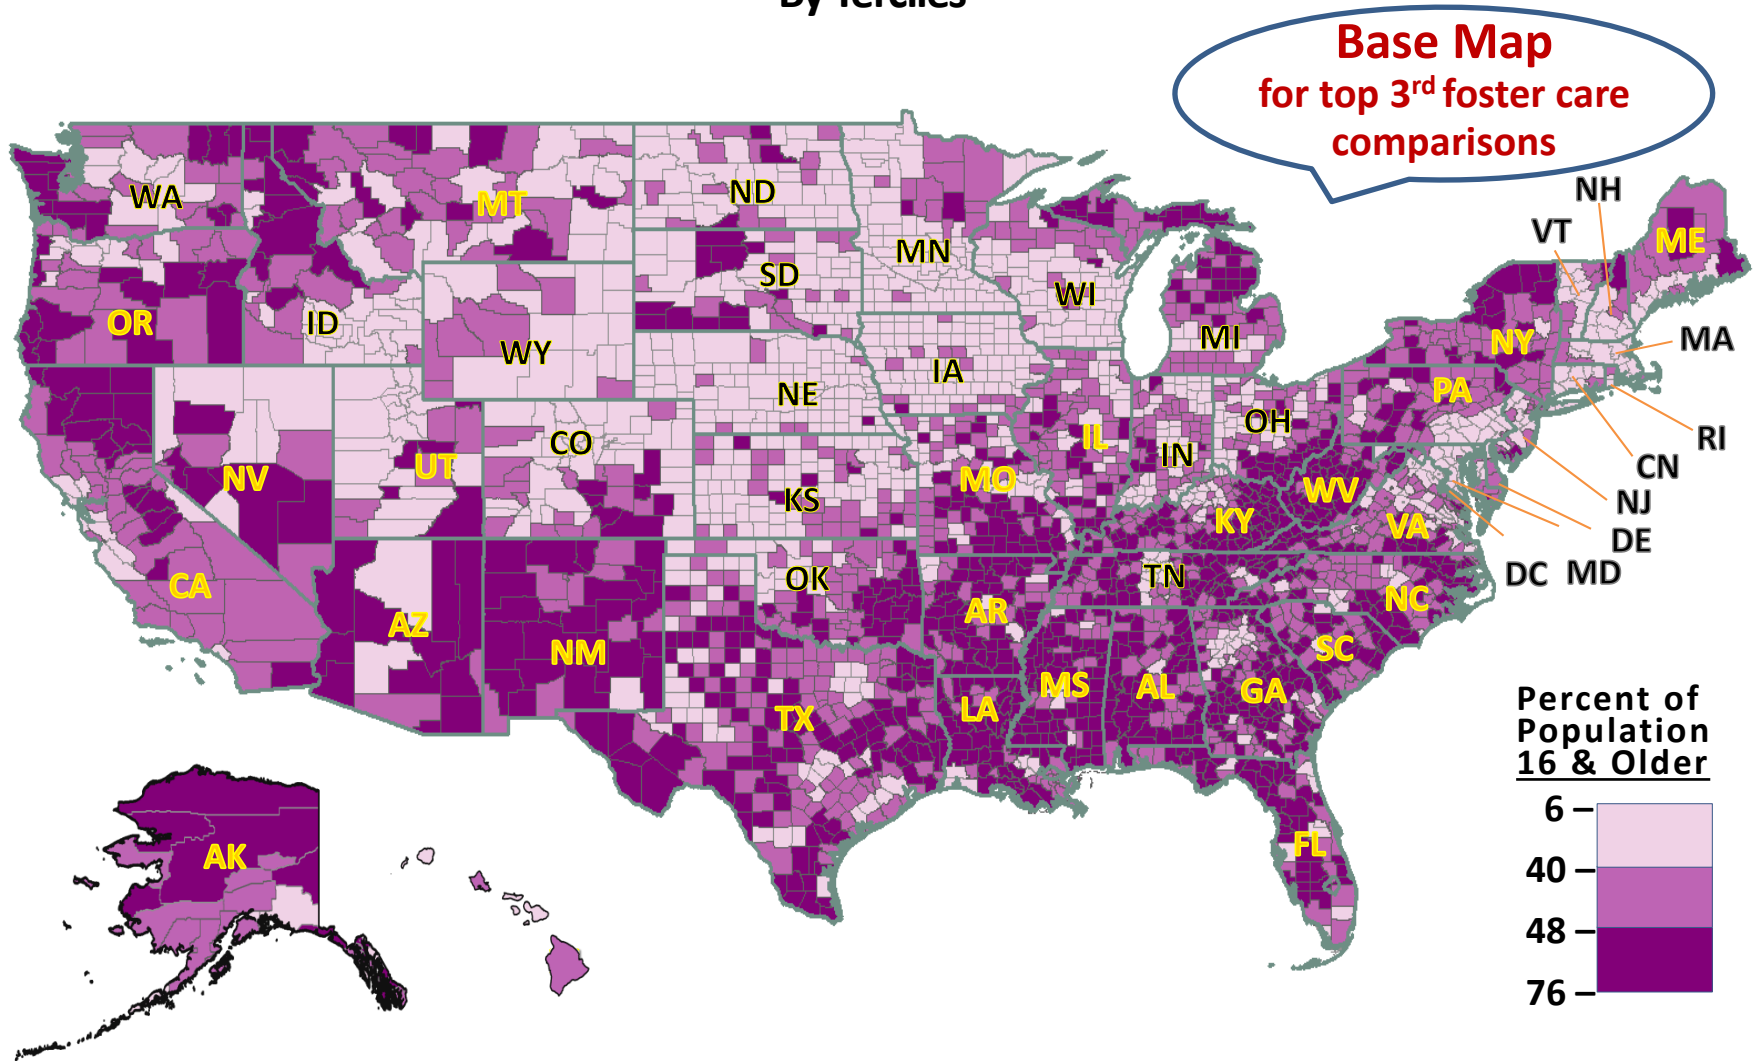 By Terciles
Base Map
for top 3rd foster care
comparisons
NH
VT
ME
WA
MT
ND
MN
SD
WI
OR
ID
WY
MI
NY
MA
IA
NE
PA
CO
OH
IL
IN
RI
NV
UT
MO
CN
KS
WV
NJ
KY
VA
DE
OK
TN
DC MD
CA
AZ
AR
NC
NM
SC
MS
AL
GA
LA
TX
Percent of
Population
16 & Older
6
AK
FL
40
48
76